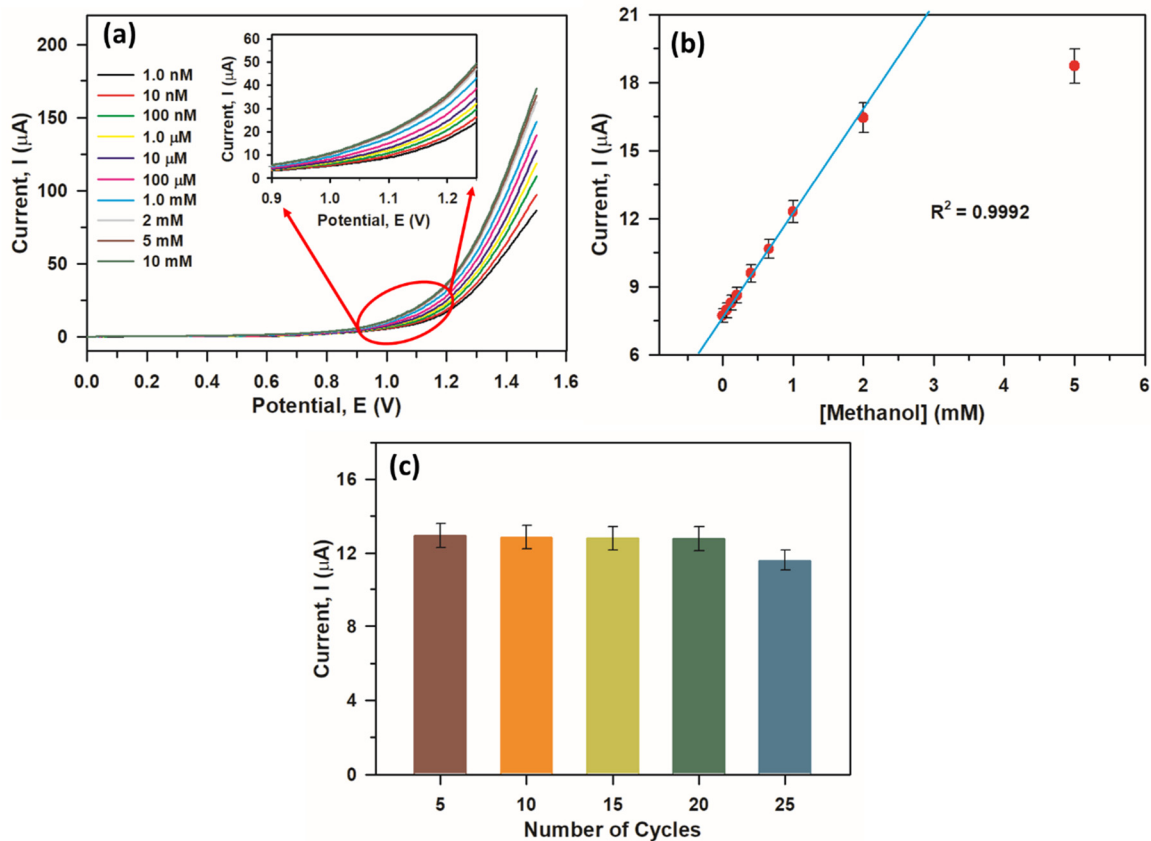 (a)
Current, I (μA)
200
150
100
50
0
1.0 nM
10 nM
100 nM
1.0 μM
10 μM
100 μM
1.0 mM
2 mM
5 mM
10 mM
Current, I (μA)
60
50
40
30
20
10
0
0.9 1.0 1.1 1.2
Potential, E (V)
0.0 0.2 0.4 0.6 0.8 1.0 1.2 1.4 1.6
Potential, E (V)
(b)
Current, I (μA)
21
18
15
12
9
6
R² = 0.9992
0 1 2 3 4 5 6
[Methanol] (mM)
(c)
Current, I (μA)
16
12
8
4
0
5 10 15 20 25
Number of Cycles